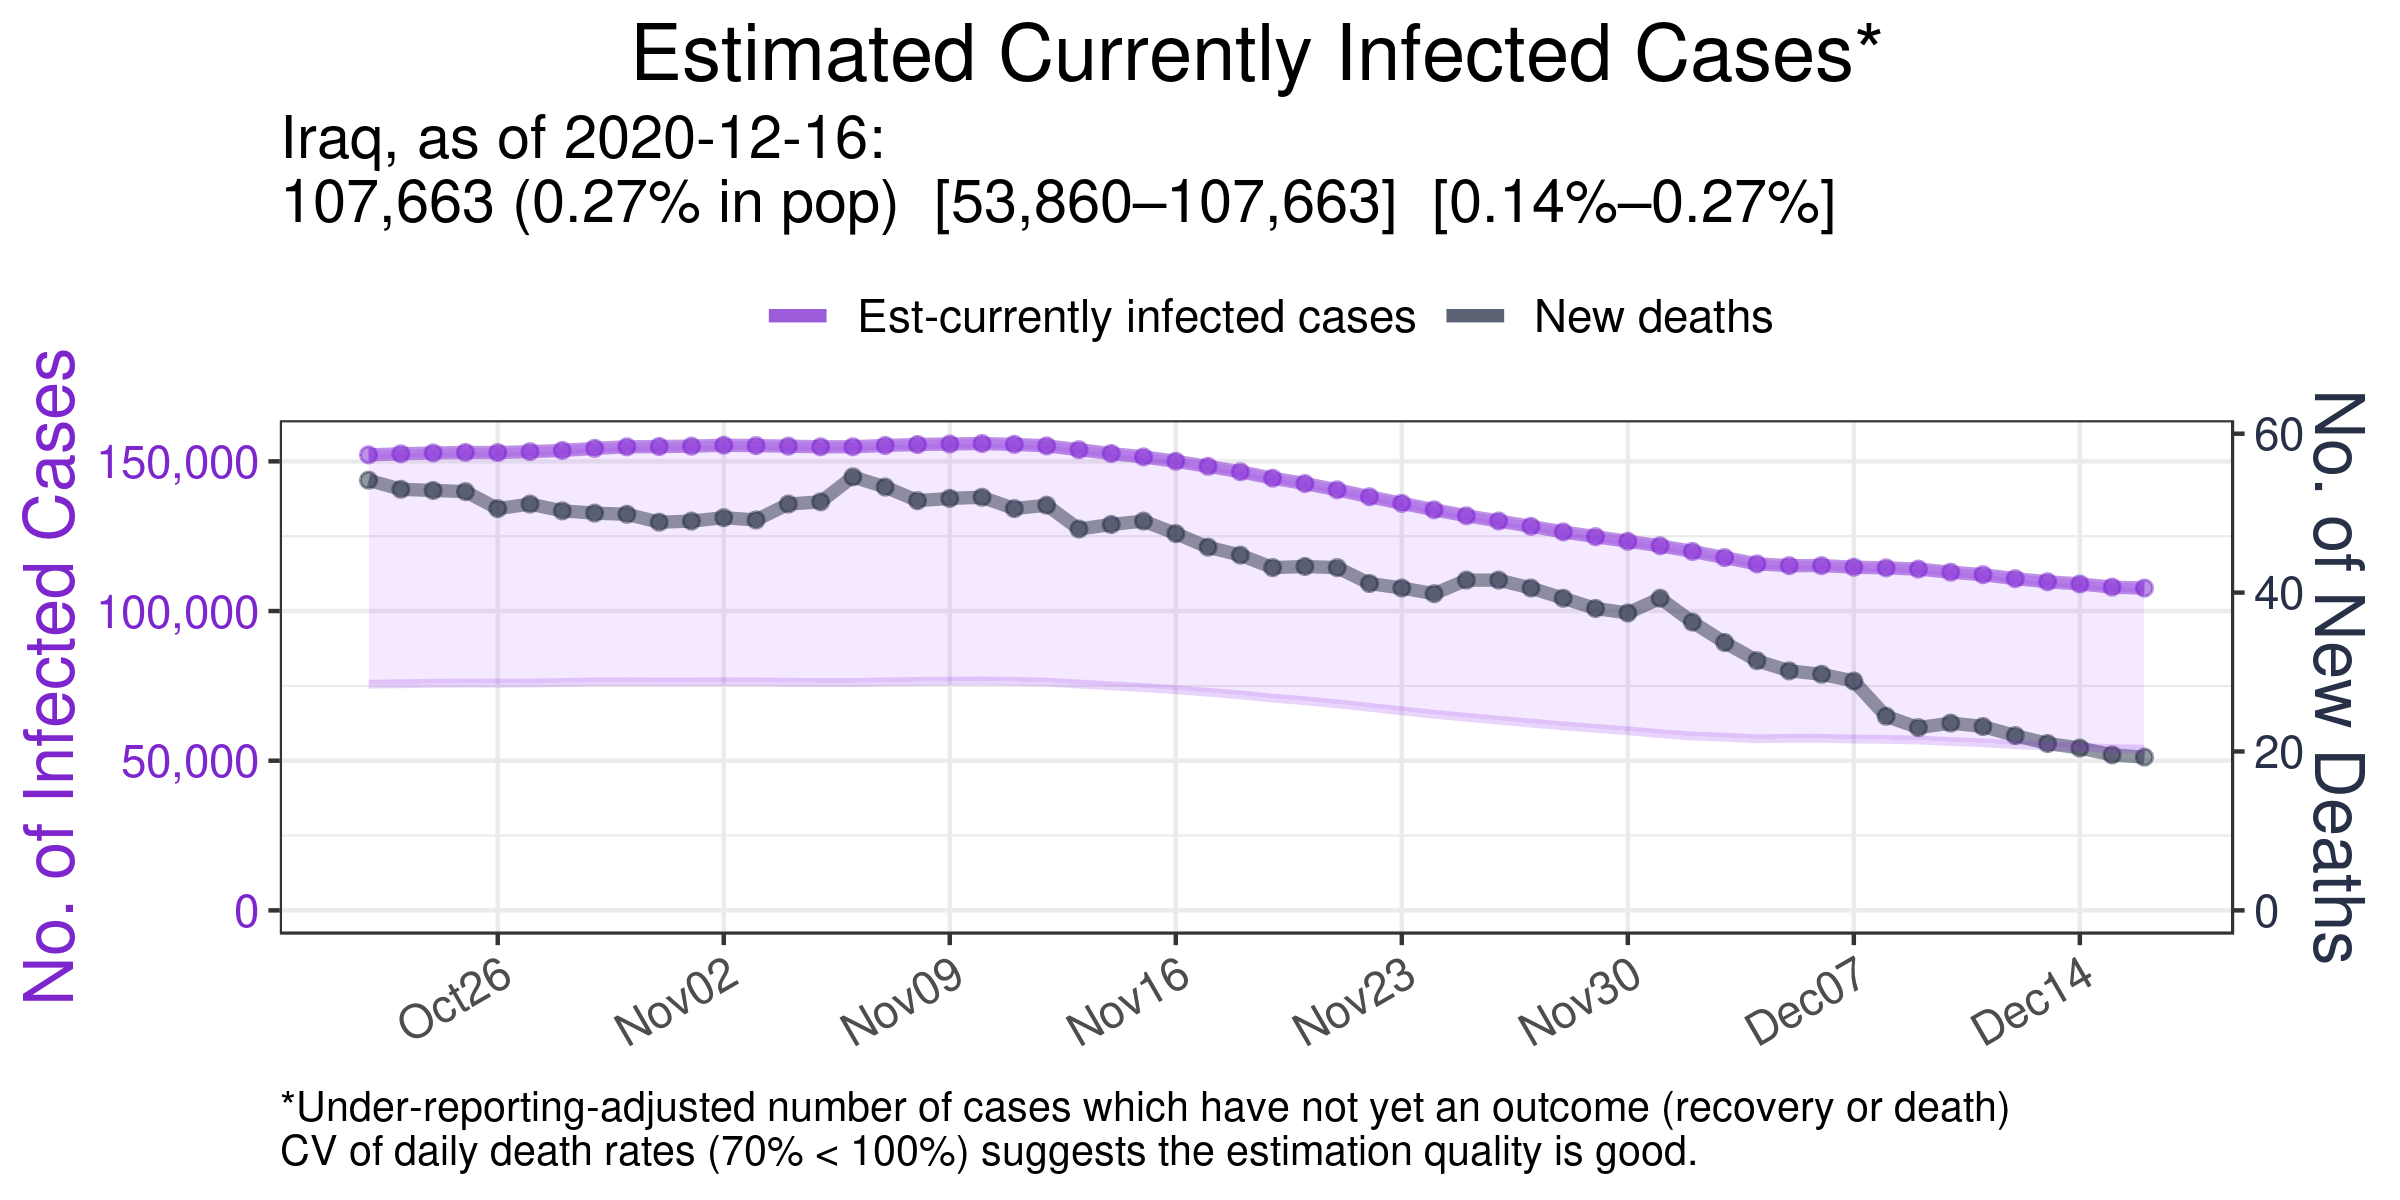 Estimated Currently Infected Cases*
Iraq, as of 2020-12-16:
107,663 (0.27% in pop)  [53,860–107,663]  [0.14%–0.27%]
Est-currently infected cases
New deaths
No. of Infected Cases
150,000
100,000
50,000
0
No. of New Deaths
60
40
20
0
Oct26
Nov02
Nov09
Nov16
Nov23
Nov30
Dec07
Dec14
*Under-reporting-adjusted number of cases which have not yet an outcome (recovery or death)
CV of daily death rates (70% < 100%) suggests the estimation quality is good.